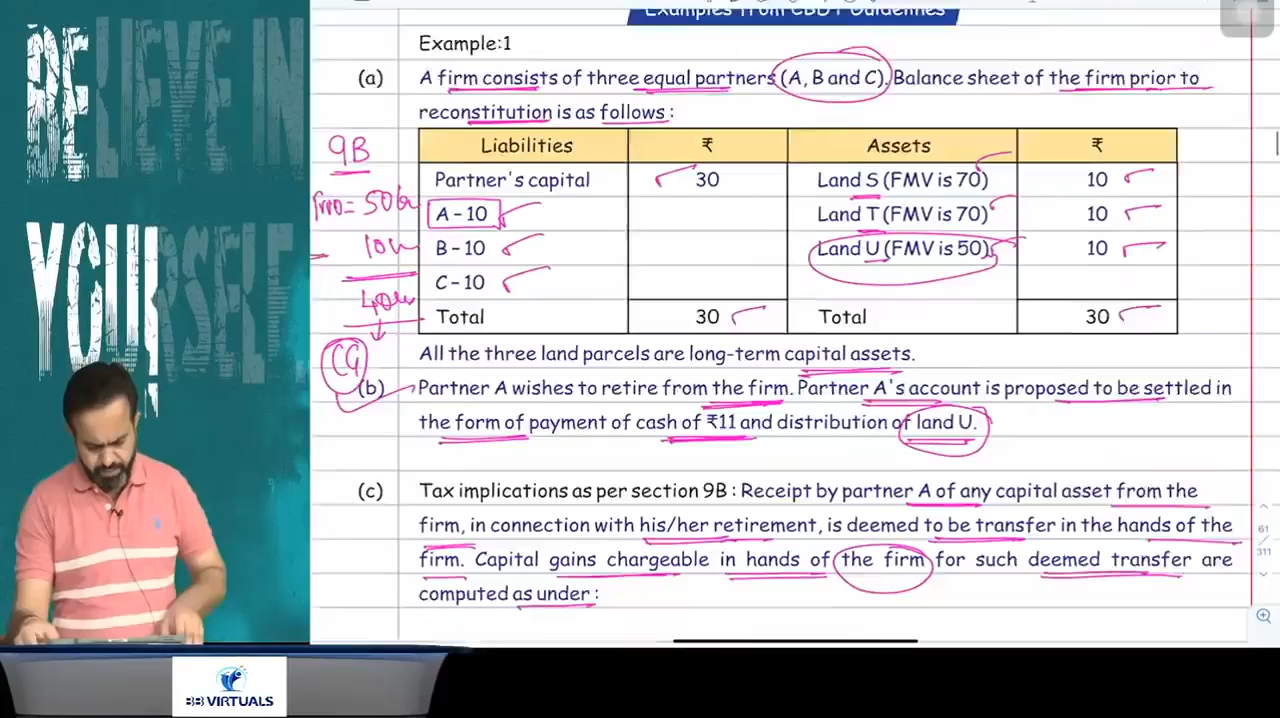 BELIEVE IN
YOURSELF
Examples from CBDT Guidelines
Example:1
(a) A firm consists of three equal partners (A, B and C). Balance sheet of the firm prior to
reconstitution is as follows :
Liabilities ₹ Assets ₹
Partner's capital 30 Land S (FMV is 70) 10
A - 10 Land T (FMV is 70) 10
B - 10 Land U (FMV is 50) 10
C - 10
Total 30 Total 30
All the three land parcels are long-term capital assets.
(b) Partner A wishes to retire from the firm. Partner A's account is proposed to be settled in
the form of payment of cash of ₹11 and distribution of land U.
(c) Tax implications as per section 9B : Receipt by partner A of any capital asset from the
firm, in connection with his/her retirement, is deemed to be transfer in the hands of the
firm. Capital gains chargeable in hands of the firm for such deemed transfer are
computed as under :
9B
CG
61
/
311
BB VIRTUALS